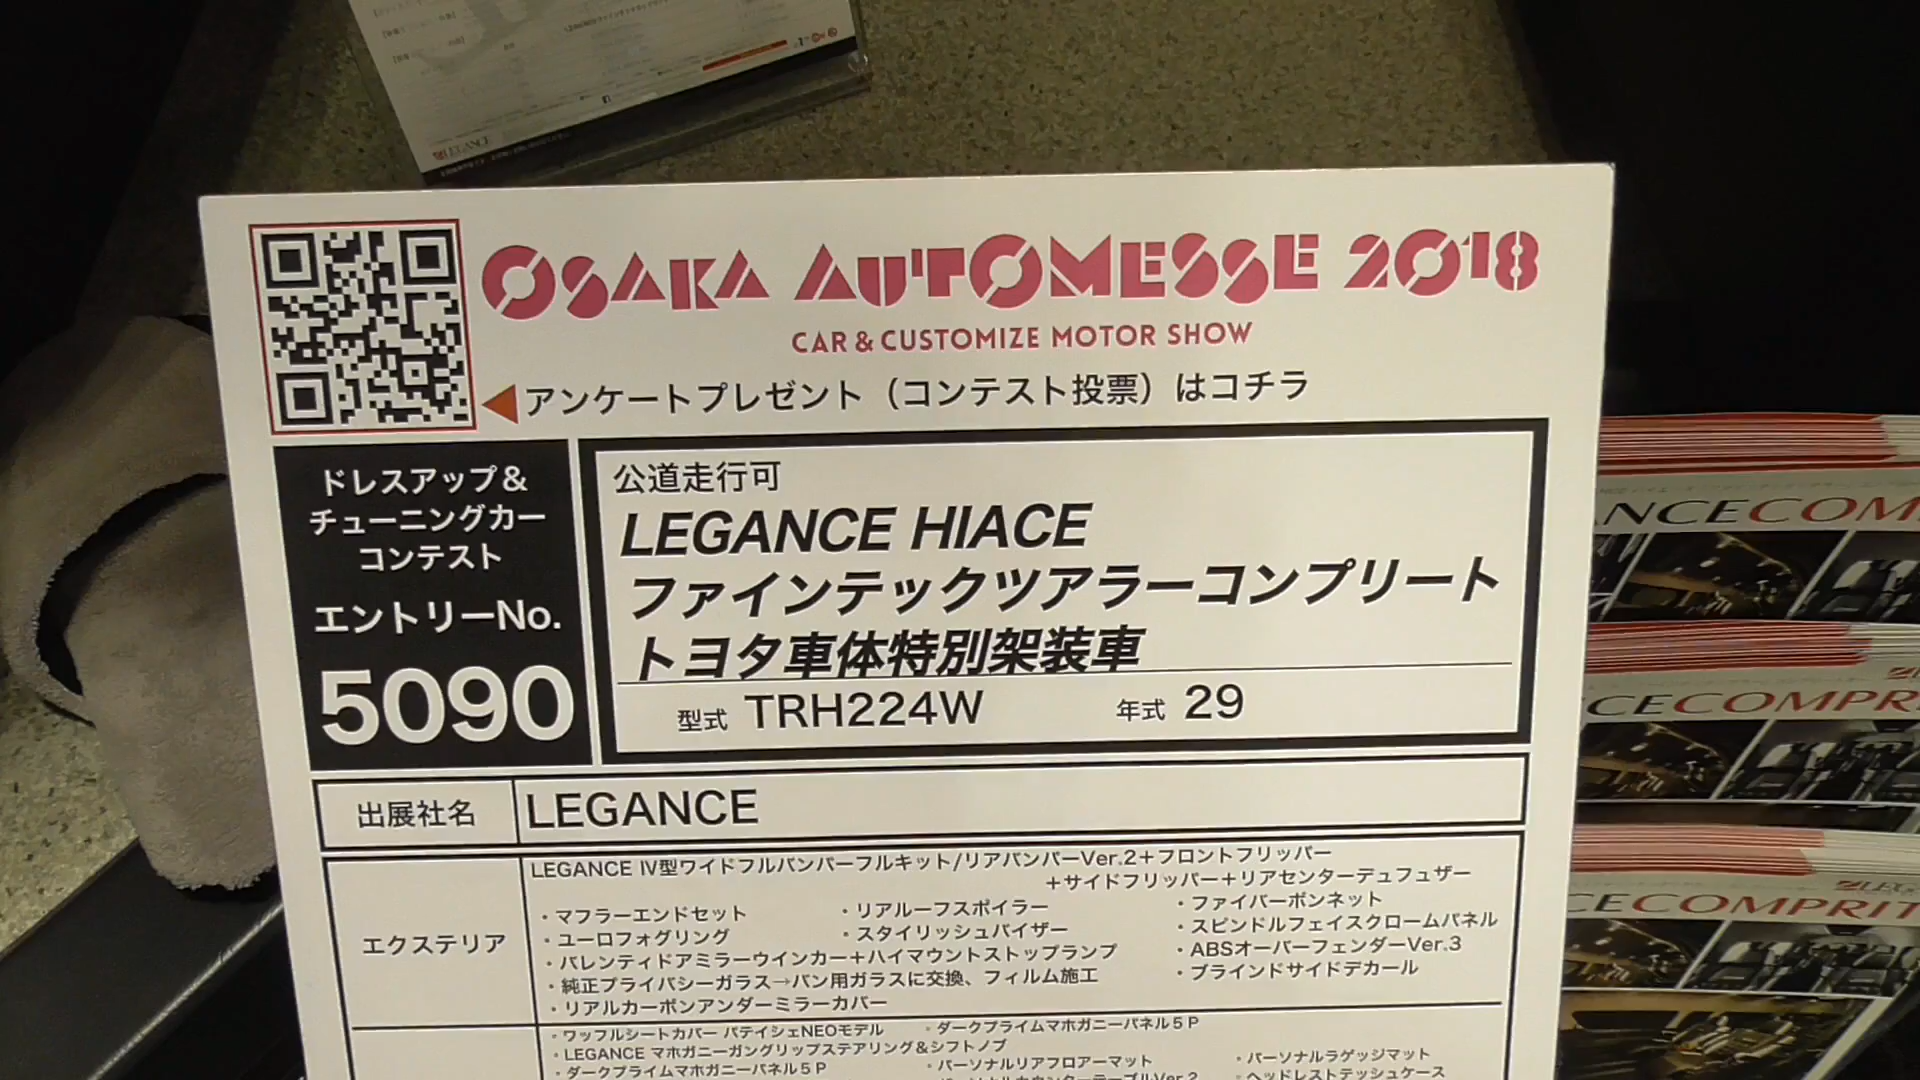 OSAKA AUTOMESSE 2018
CAR & CUSTOMIZE MOTOR SHOW
アンケートプレゼント（コンテスト投票）はコチラ
ドレスアップ＆
チューニングカー
コンテスト
エントリーNo.
5090
公道走行可
LEGANCE HIACE
ファインテックツアラーコンプリート
トヨタ車体特別架装車
型式 TRH224W 年式 29
出展社名 LEGANCE
エクステリア
LEGANCE Ⅳ型ワイドフルバンパーフルキット/リアバンパーVer.2＋フロントフリッパー
＋サイドフリッパー＋リアセンターデュフュザー
・マフラーエンドセット ・リアルーフスポイラー ・ファイバーボンネット
・ユーロフォグリング ・スタイリッシュバイザー ・スピンドルフェイスクロームパネル
・バレンティドアミラーウインカー＋ハイマウントストップランプ ・ABSオーバーフェンダーVer.3
・純正プライバシーガラス→バン用ガラスに交換、フィルム施工 ・ブラインドサイドデカール
・リアルカーボンアンダーミラーカバー
・ワッフルシートカバー パティシェNEOモデル ・ダークプライムマホガニーパネル５Ｐ
・LEGANCE マホガニーガングリップステアリング＆シフトノブ
・ダークプライムマホガニーパネル５Ｐ ・パーソナルリアフロアーマット ・パーソナルラゲッジマット
・ヘッドレストテッシュケース
LEGANCE
ANCECOM
CECOMPR
CECOMPRIT